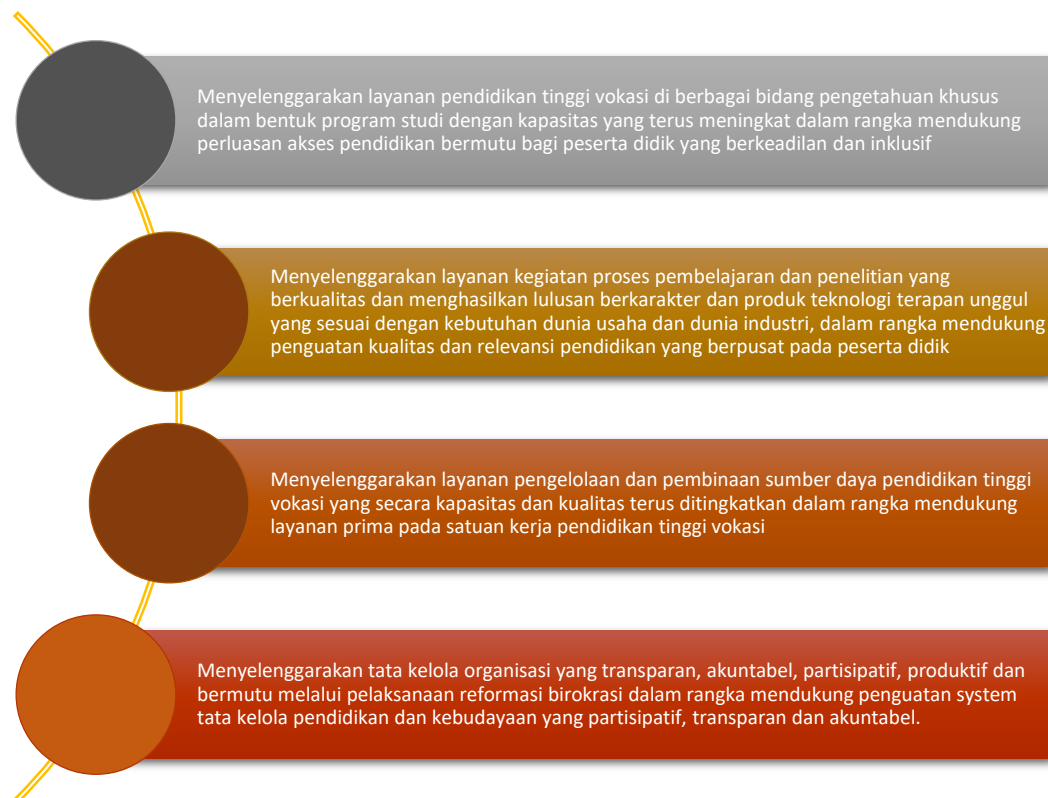 Menyelenggarakan layanan pendidikan tinggi vokasi di berbagai bidang pengetahuan khusus
dalam bentuk program studi dengan kapasitas yang terus meningkat dalam rangka mendukung
perluasan akses pendidikan bermutu bagi peserta didik yang berkeadilan dan inklusif
Menyelenggarakan layanan kegiatan proses pembelajaran dan penelitian yang
berkualitas dan menghasilkan lulusan berkarakter dan produk teknologi terapan unggul
yang sesuai dengan kebutuhan dunia usaha dan dunia industri, dalam rangka mendukung
penguatan kualitas dan relevansi pendidikan yang berpusat pada peserta didik
Menyelenggarakan layanan pengelolaan dan pembinaan sumber daya pendidikan tinggi
vokasi yang secara kapasitas dan kualitas terus ditingkatkan dalam rangka mendukung
layanan prima pada satuan kerja pendidikan tinggi vokasi
Menyelenggarakan tata kelola organisasi yang transparan, akuntabel, partisipatif, produktif dan
bermutu melalui pelaksanaan reformasi birokrasi dalam rangka mendukung penguatan system
tata kelola pendidikan dan kebudayaan yang partisipatif, transparan dan akuntabel.